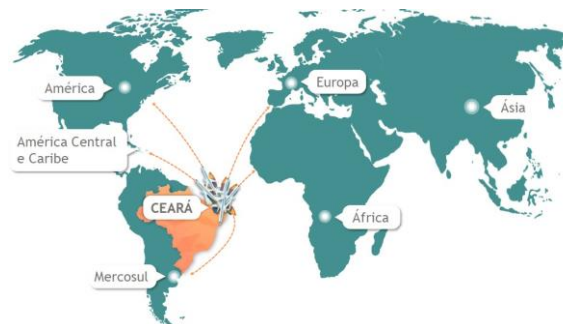 América
Europa
Ásia
América Central
e Caribe
CEARÁ
África
Mercosul